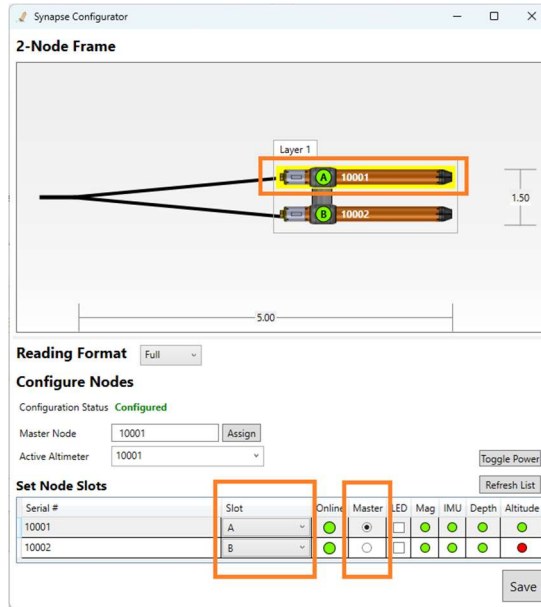 Synapse Configurator
2-Node Frame
Layer 1
A 10001
1.50
B 10002
5.00
Reading Format Full
Configure Nodes
Configuration Status Configured
Master Node 10001 Assign
Active Altimeter 10001
Toggle Power
Set Node Slots Refresh List
Serial # Slot Online Master LED Mag IMU Depth Altitude
10001 A
10002 B
Save